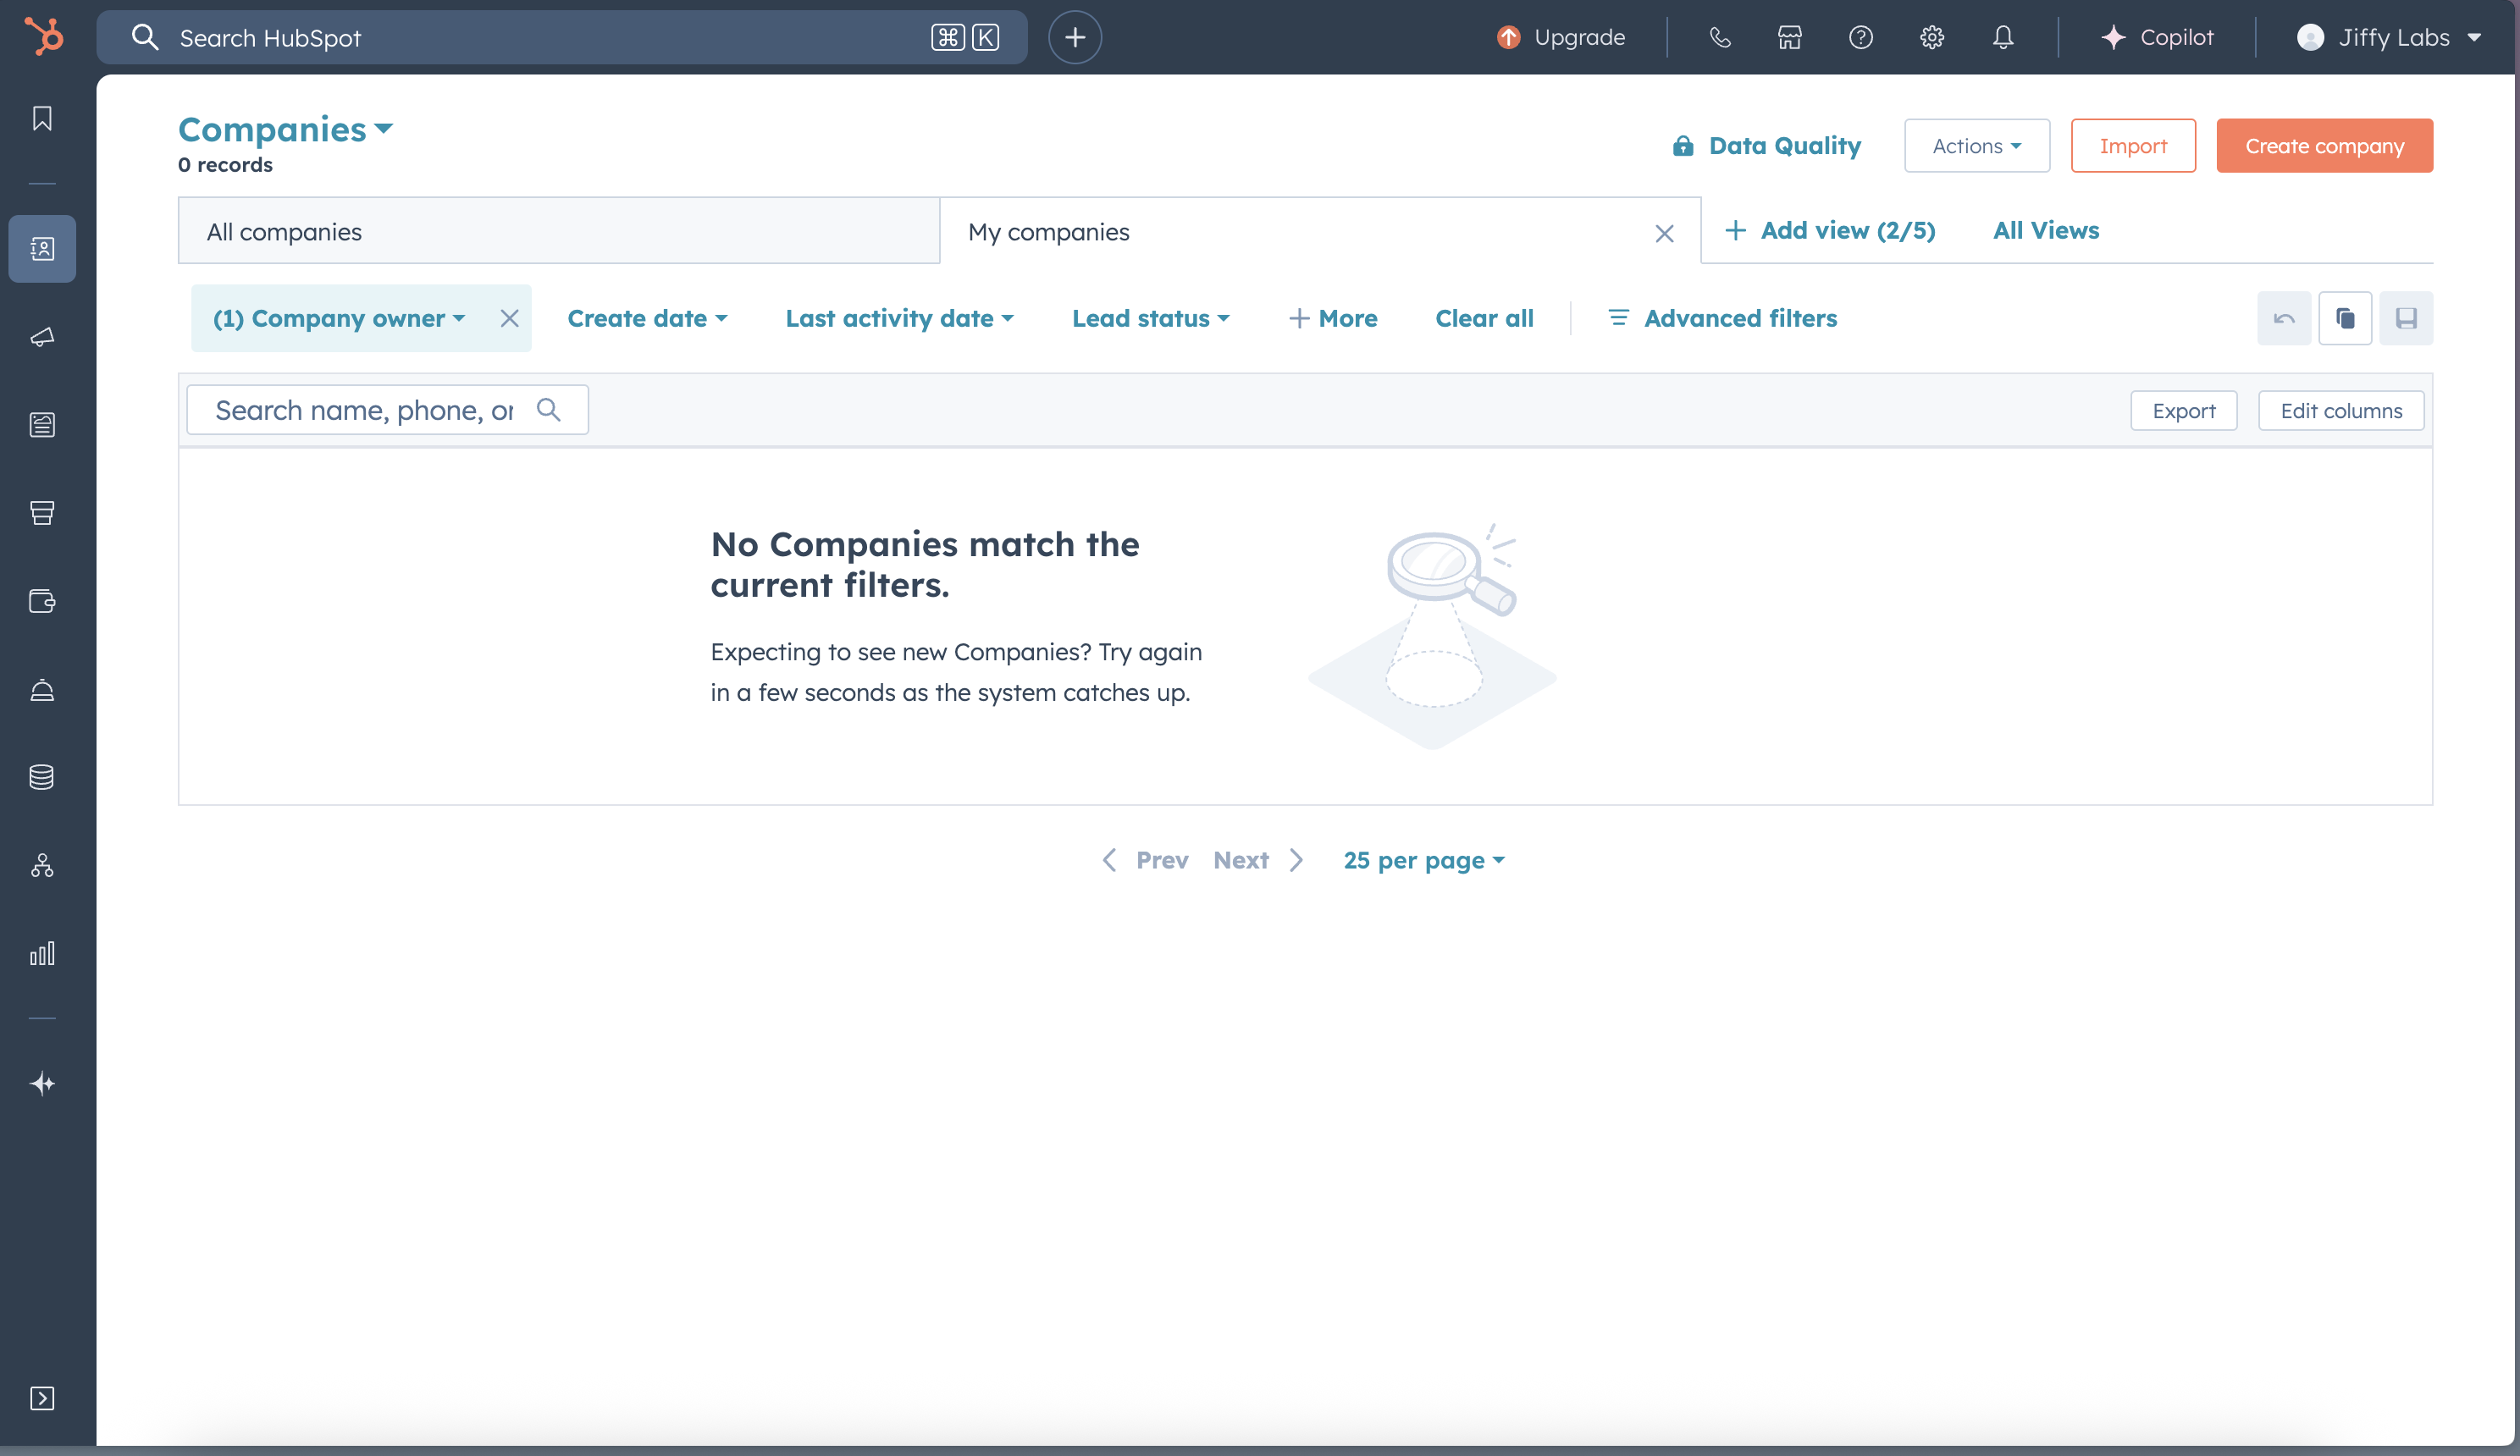 Search HubSpot
⌘ K
Upgrade
Copilot
Jiffy Labs
Companies
0 records
Data Quality
Actions
Import
Create company
All companies
My companies
+ Add view (2/5)
All Views
(1) Company owner
Create date
Last activity date
Lead status
+ More
Clear all
Advanced filters
Search name, phone, or
Export
Edit columns
No Companies match the
current filters.
Expecting to see new Companies? Try again
in a few seconds as the system catches up.
Prev
Next
25 per page